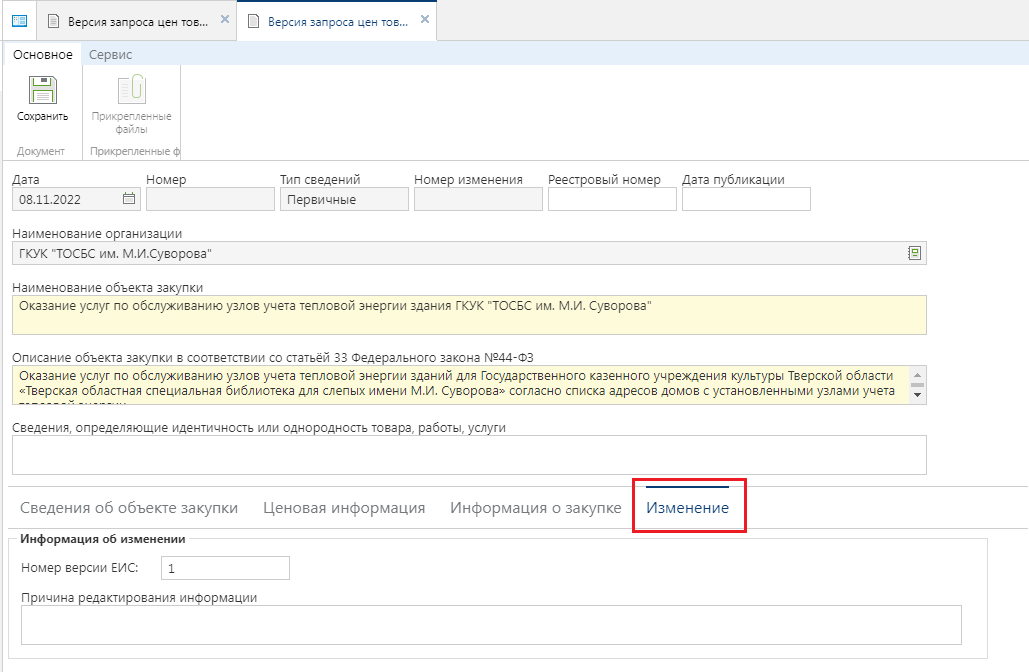 Версия запроса цен тов...
Версия запроса цен тов...
Основное Сервис
Сохранить
Прикрепленные
файлы
Документ
Прикрепленные ф
Дата Номер Тип сведений Номер изменения Реестровый номер Дата публикации
08.11.2022 Первичные
Наименование организации
ГКУК "ТОСБС им. М.И.Суворова"
Наименование объекта закупки
Оказание услуг по обслуживанию узлов учета тепловой энергии здания ГКУК "ТОСБС им. М.И. Суворова"
Описание объекта закупки в соответствии со статьёй 33 Федерального закона №44-ФЗ
Оказание услуг по обслуживанию узлов учета тепловой энергии зданий для Государственного казенного учреждения культуры Тверской области
«Тверская областная специальная библиотека для слепых имени М.И. Суворова» согласно списка адресов домов с установленными узлами учета
тепловой энергии
Сведения, определяющие идентичность или однородность товара, работы, услуги
Сведения об объекте закупки Ценовая информация Информация о закупке Изменение
Информация об изменении
Номер версии ЕИС: 1
Причина редактирования информации